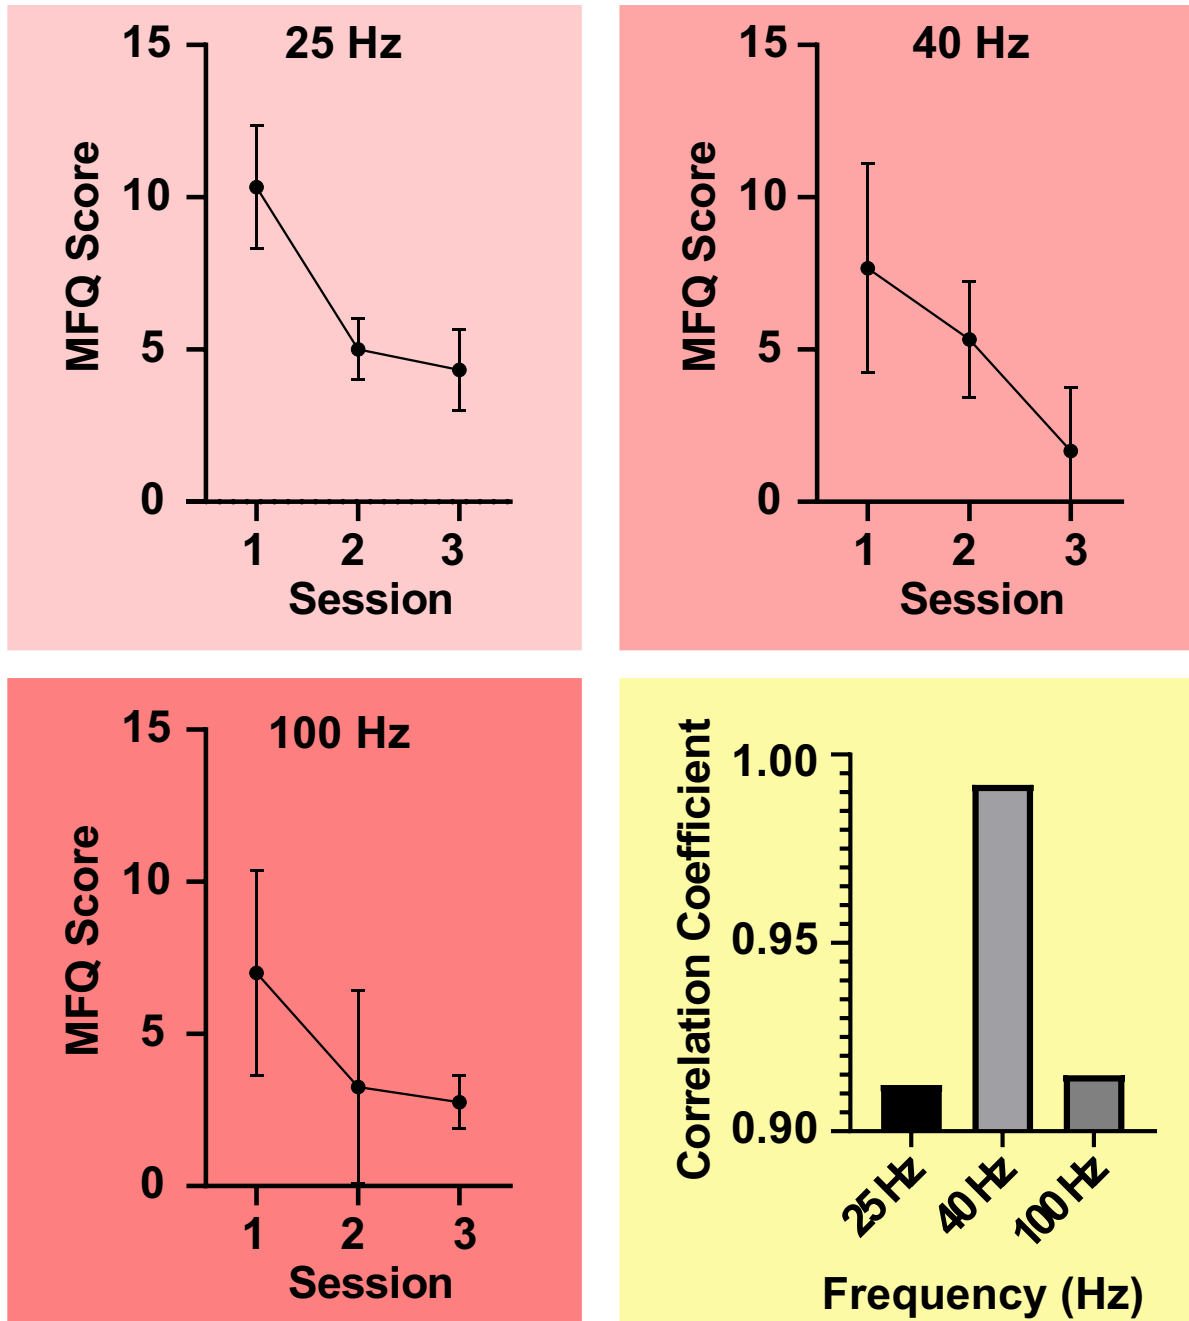 25 Hz
15
10
5
0
MFQ Score
1 2 3
Session
40 Hz
15
10
5
0
MFQ Score
1 2 3
Session
100 Hz
15
10
5
0
MFQ Score
1 2 3
Session
Correlation Coefficient
1.00
0.95
0.90
25 Hz
40 Hz
100 Hz
Frequency (Hz)